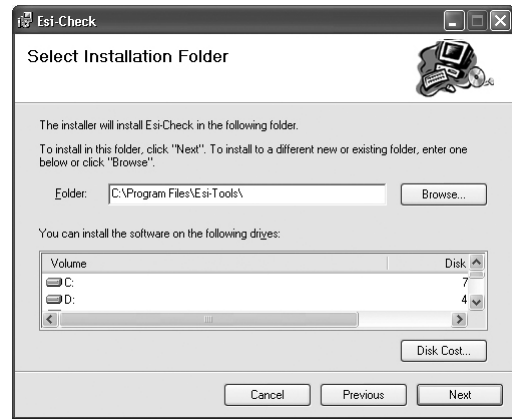 Esi-Check
Select Installation Folder
The installer will install Esi-Check in the following folder.
To install in this folder, click "Next". To install to a different new or existing folder, enter one
below or click "Browse".
Folder: C:\Program Files\Esi-Tools\ Browse...
You can install the software on the following drives:
Volume Disk
C: 7
D: 4
Disk Cost...
Cancel Previous Next